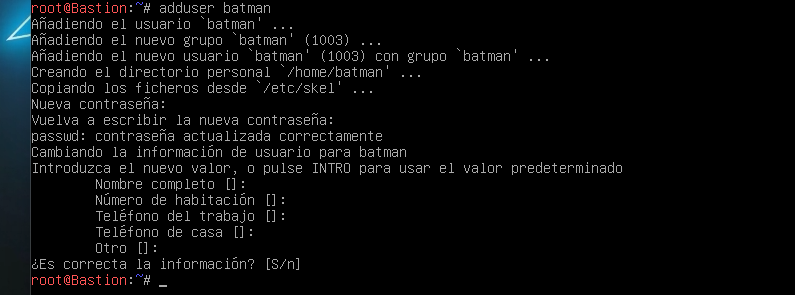 root@Bastion:~# adduser batman
Añadiendo el usuario `batman' ...
Añadiendo el nuevo grupo `batman' (1003) ...
Añadiendo el nuevo usuario `batman' (1003) con grupo `batman' ...
Creando el directorio personal `/home/batman' ...
Copiando los ficheros desde `/etc/skel' ...
Nueva contraseña:
Vuelva a escribir la nueva contraseña:
passwd: contraseña actualizada correctamente
Cambiando la información de usuario para batman
Introduzca el nuevo valor, o pulse INTRO para usar el valor predeterminado
Nombre completo []:
Número de habitación []:
Teléfono del trabajo []:
Teléfono de casa []:
Otro []:
¿Es correcta la información? [S/n]
root@Bastion:~# _